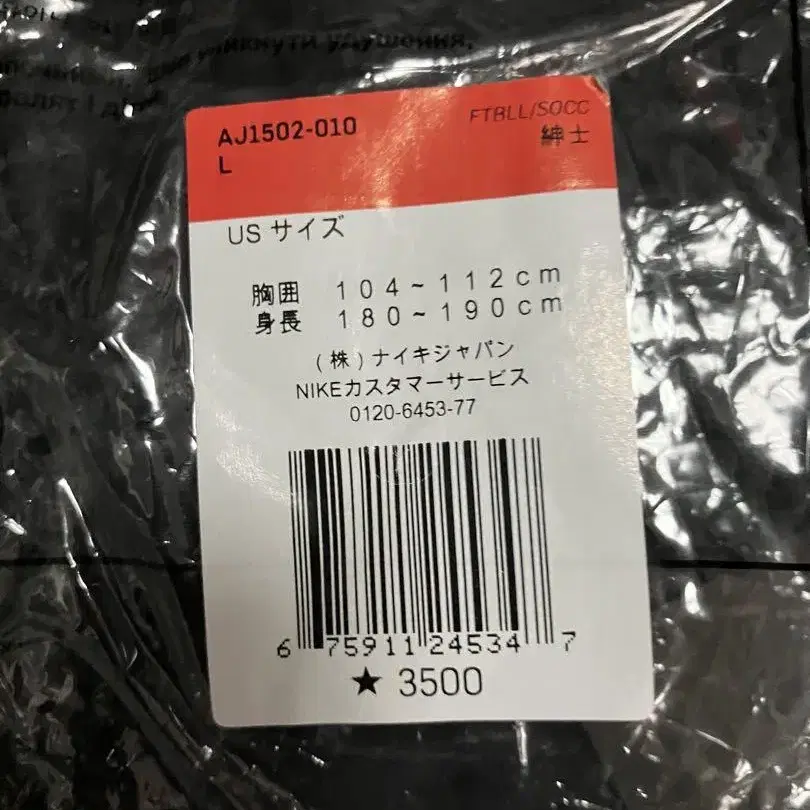 УНИКНУТИ УДУШЕННЯ,
AJ1502-010
FTBLL/SOCC
L
紳士
US サイズ
胸囲 104~112cm
身長 180~190cm
(株)ナイキジャパン
NIKEカスタマーサービス
0120-6453-77
6 75911 24534 7
★ 3500